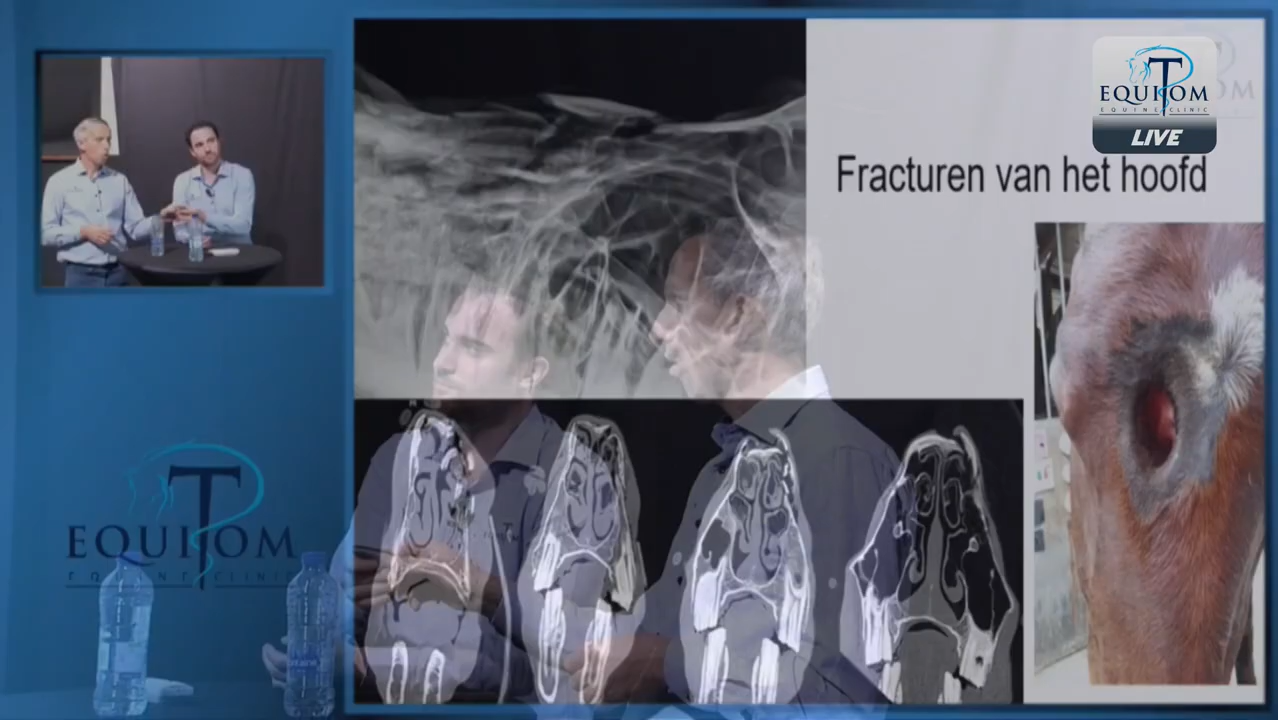 EQUITOM
EQUINE CLINIC
LIVE
Fracturen van het hoofd
EQUITOM
EQUINE CLINIC